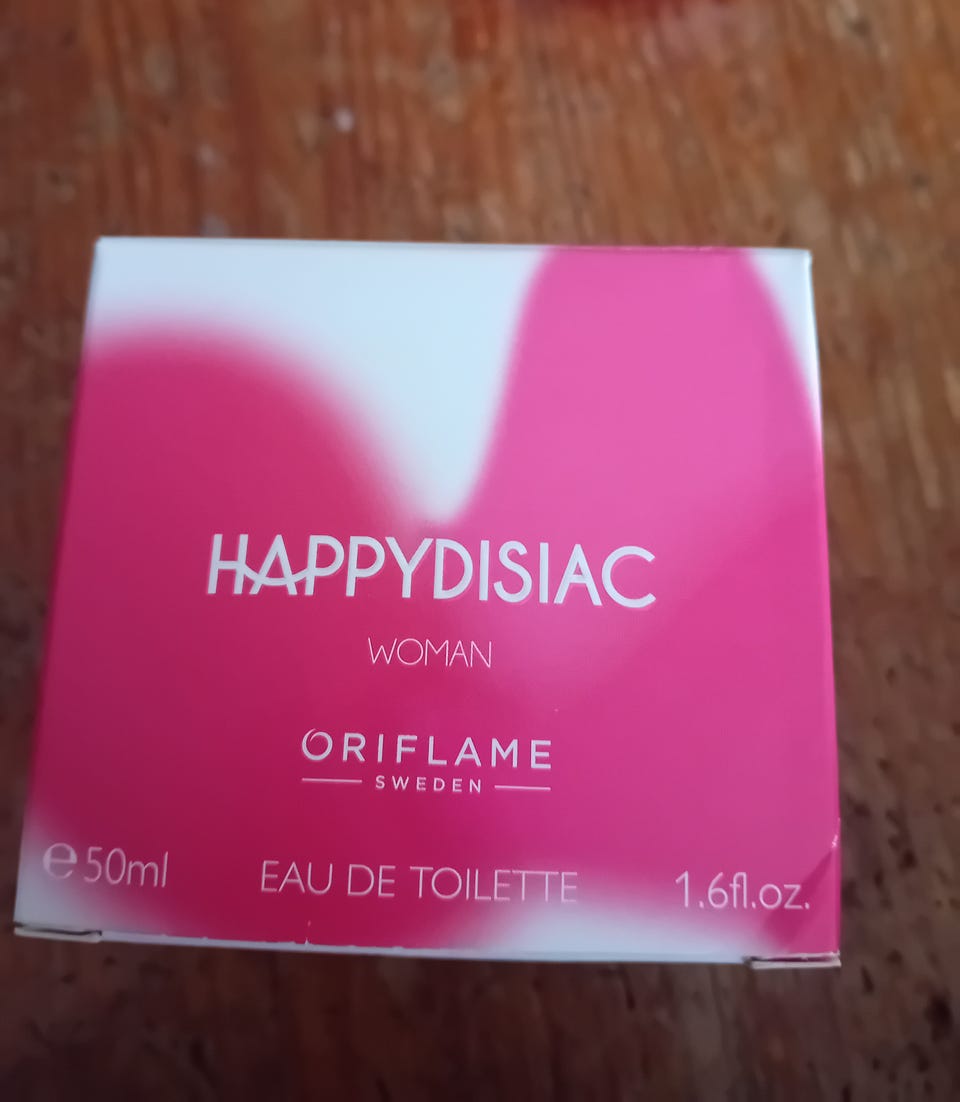 HAPPYDISIAC
WOMAN
ORIFLAME
SWEDEN
℮50ml EAU DE TOILETTE 1.6fl.oz.